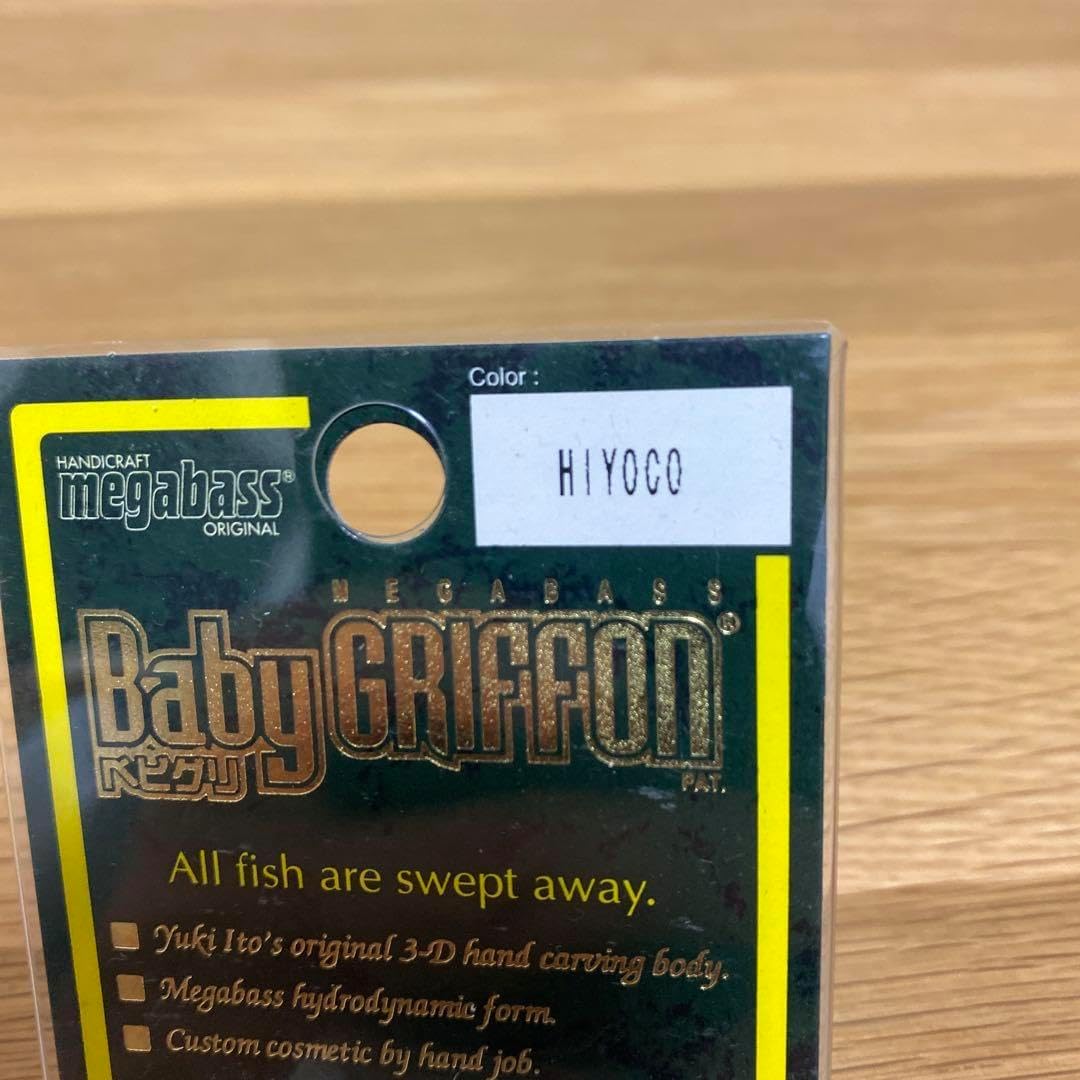 Color :
HIYOCO
HANDICRAFT
megabass®
ORIGINAL
MEGABASS
Baby GRIFFON®
ベビグリ
PAT.
All fish are swept away.
Yuki Ito's original 3-D hand carving body.
Megabass hydrodynamic form.
Custom cosmetic by hand job.